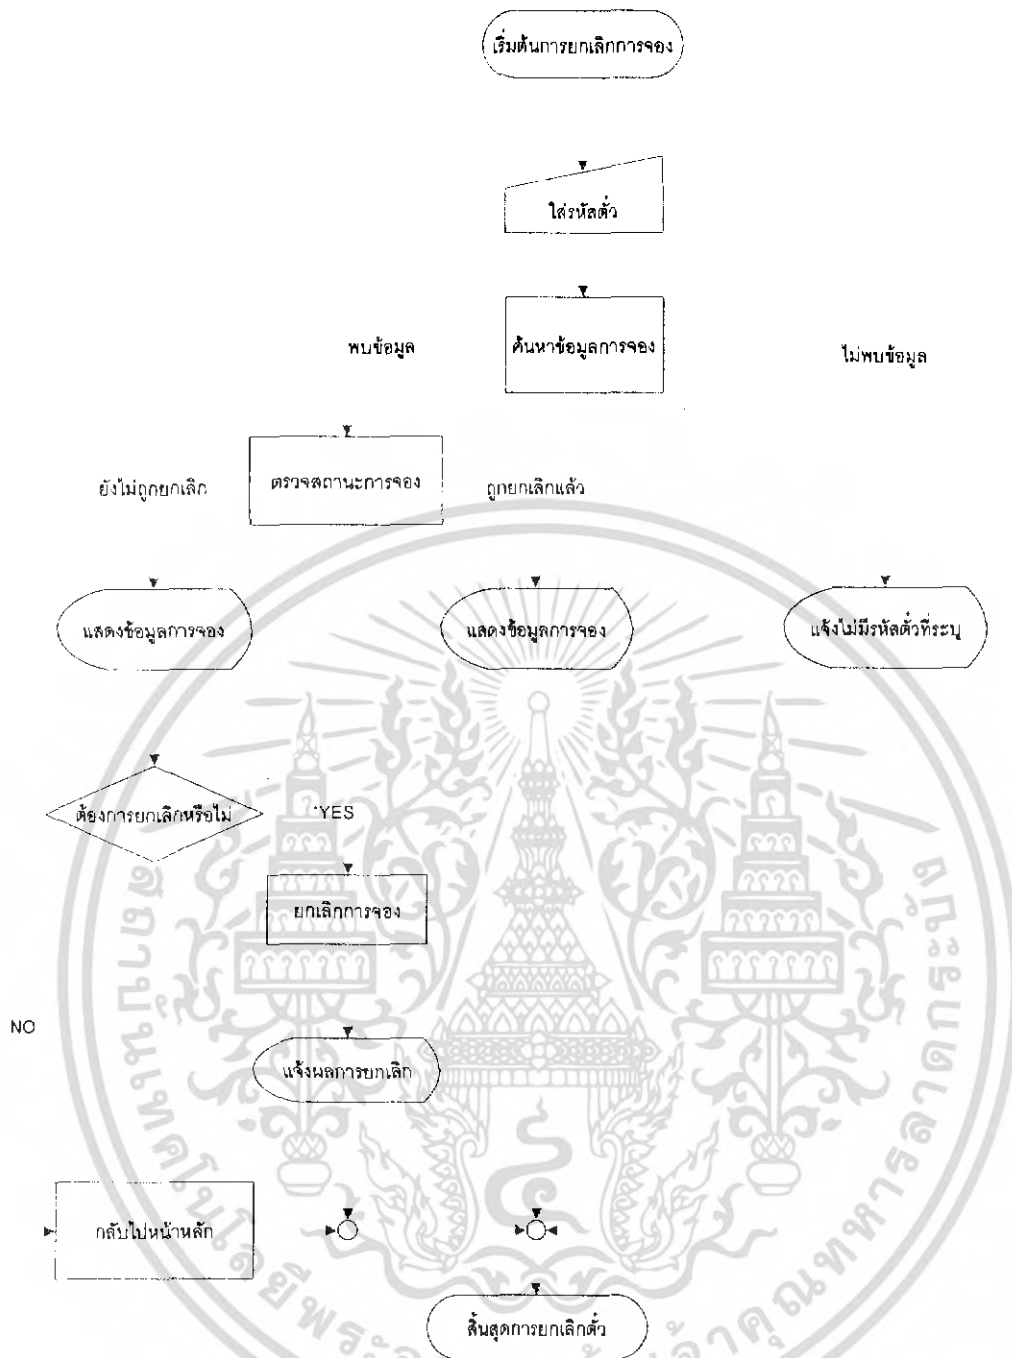 เริ่มต้นการยกเลิกการจอง
ใส่รหัสตั๋ว
พบข้อมูล
ค้นหาข้อมูลการจอง
ไม่พบข้อมูล
ยังไม่ถูกยกเลิก
ตรวจสถานะการจอง
ถูกยกเลิกแล้ว
แสดงข้อมูลการจอง
แสดงข้อมูลการจอง
แจ้งไม่มีรหัสตั๋วที่ระบุ
ต้องการยกเลิกหรือไม่
YES
ยกเลิกการจอง
NO
แจ้งผลการยกเลิก
กลับไปหน้าหลัก
สิ้นสุดการยกเลิกตั๋ว